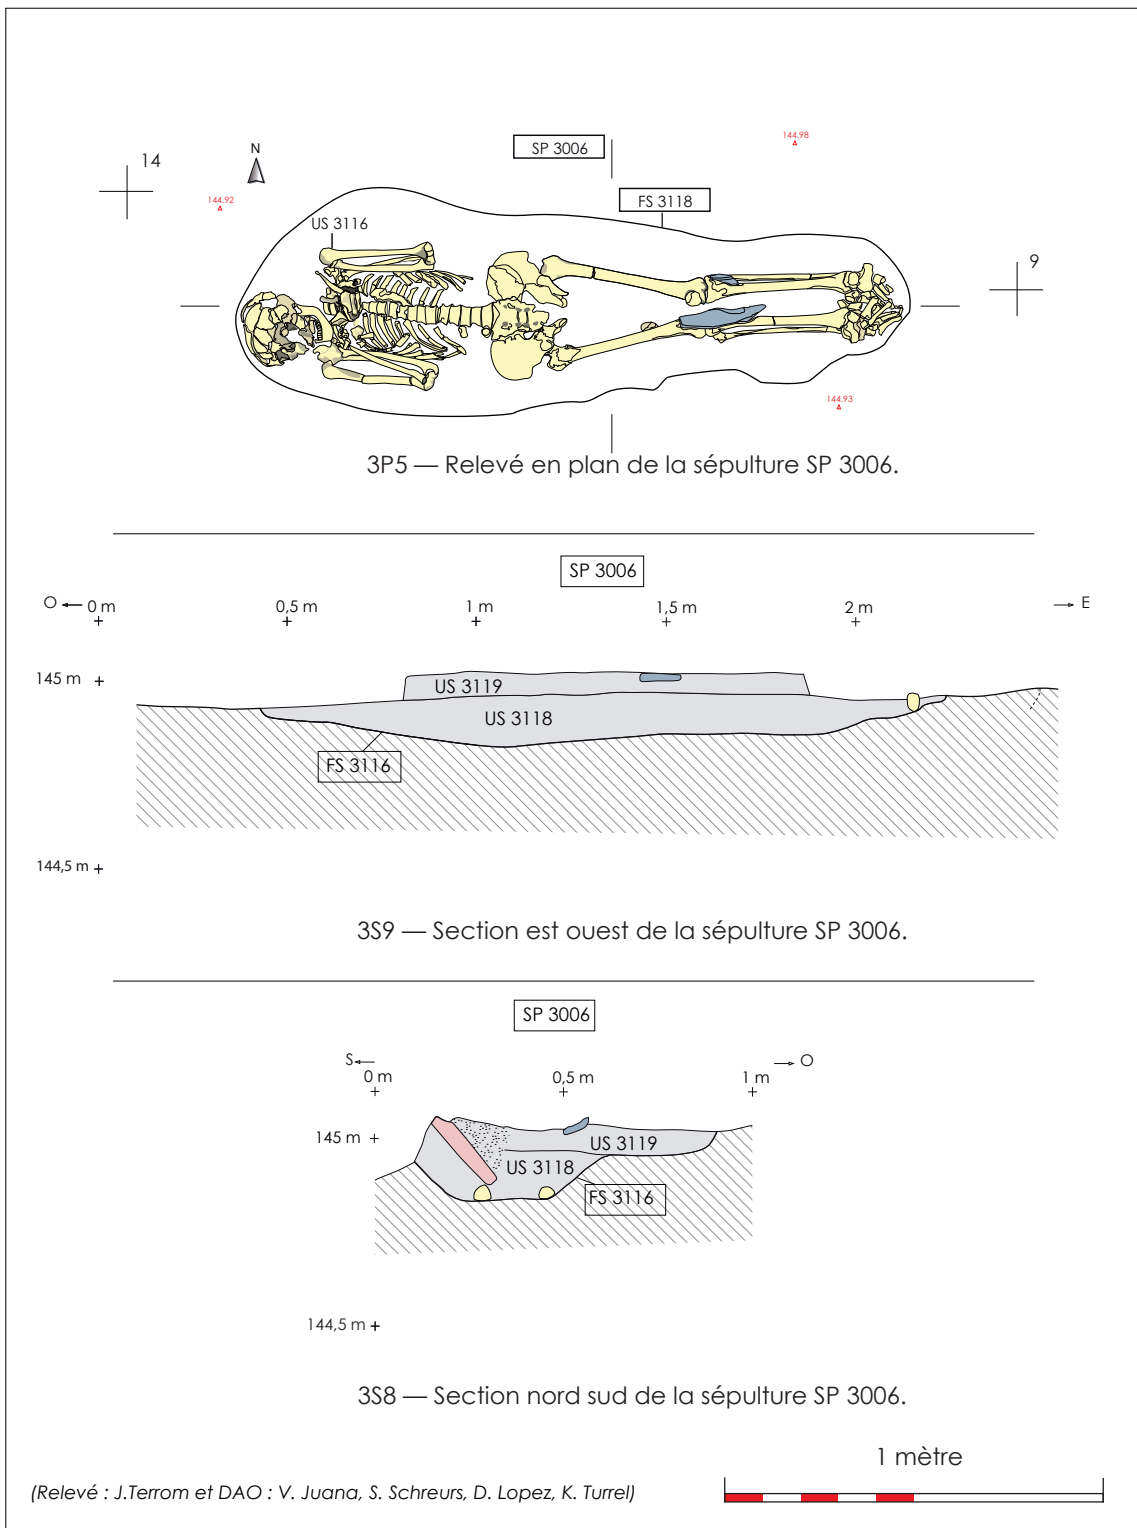 SP 3006
144.98
14
N
144.92
FS 3118
US 3116
9
144.93
3P5 — Relevé en plan de la sépulture SP 3006.
SP 3006
O 0 m 0,5 m 1 m 1,5 m 2 m E
145 m
US 3119
US 3118
FS 3116
144,5 m
3S9 — Section est ouest de la sépulture SP 3006.
SP 3006
S O
0 m 0,5 m 1 m
145 m
US 3119
US 3118
FS 3116
144,5 m
3S8 — Section nord sud de la sépulture SP 3006.
1 mètre
(Relevé : J.Terrom et DAO : V. Juana, S. Schreurs, D. Lopez, K. Turrel)